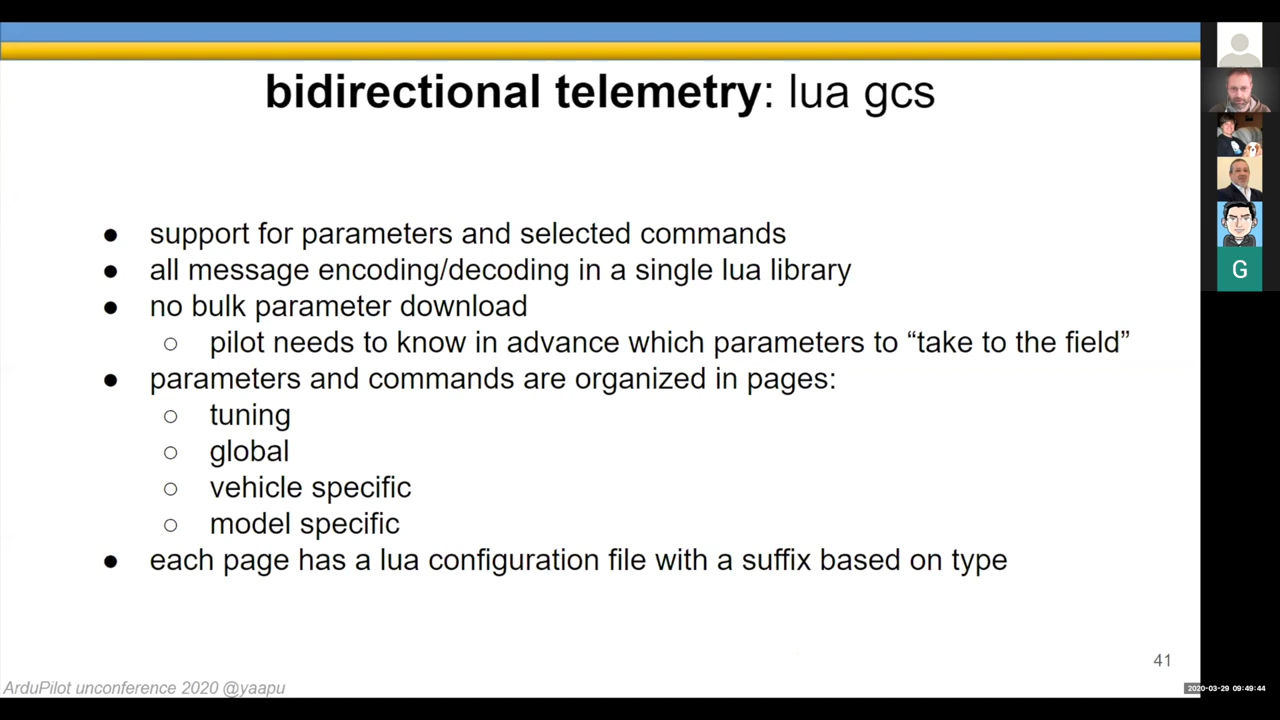 bidirectional telemetry: lua gcs
● support for parameters and selected commands
● all message encoding/decoding in a single lua library
● no bulk parameter download
○ pilot needs to know in advance which parameters to “take to the field”
● parameters and commands are organized in pages:
○ tuning
○ global
○ vehicle specific
○ model specific
● each page has a lua configuration file with a suffix based on type
41
ArduPilot unconference 2020 @yaapu
G
2020-03-29 09:49:44